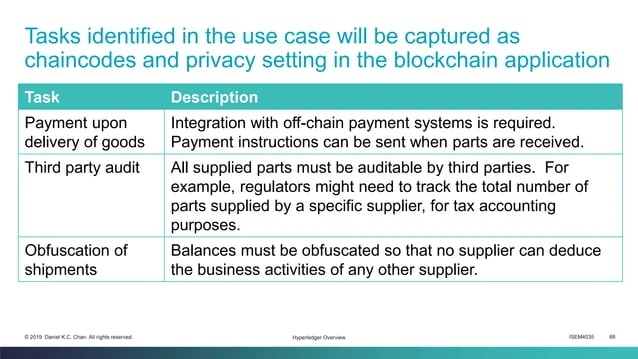 Tasks identified in the use case will be captured as
chaincodes and privacy setting in the blockchain application
Task Description
Payment upon Integration with off-chain payment systems is required.
delivery of goods Payment instructions can be sent when parts are received.
Third party audit All supplied parts must be auditable by third parties. For
example, regulators might need to track the total number of
parts supplied by a specific supplier, for tax accounting
purposes.
Obfuscation of Balances must be obfuscated so that no supplier can deduce
shipments the business activities of any other supplier.
© 2019 Daniel K.C. Chan. All rights reserved. Hyperledger Overview ISEM4035 66